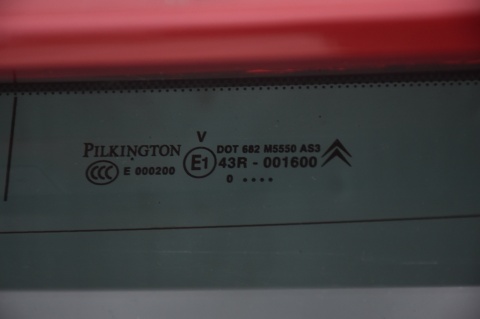 V
PILKINGTON DOT 682 M5550 AS3
CCC E 000200 E1 43R - 001600
0 ••••